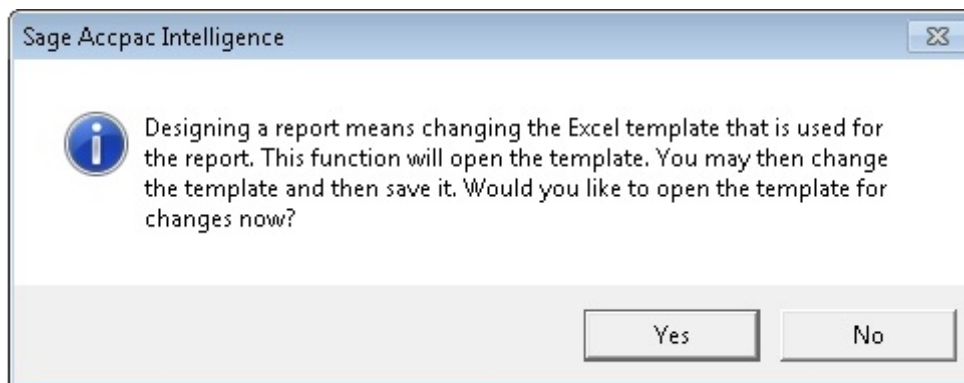 Sage Accpac Intelligence
Designing a report means changing the Excel template that is used for
the report. This function will open the template. You may then change
the template and then save it. Would you like to open the template for
changes now?
Yes
No